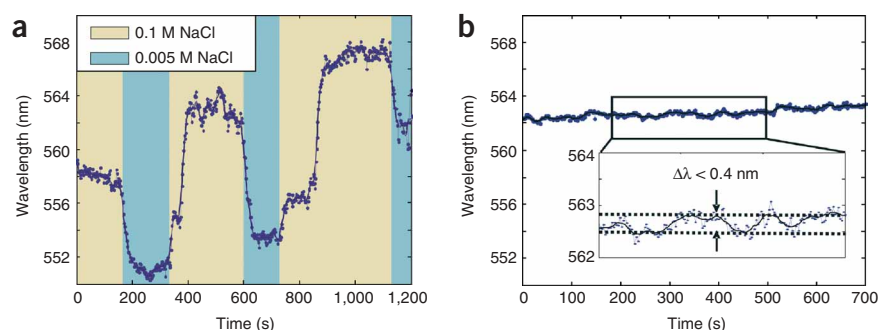 a
0.1 M NaCl
0.005 M NaCl
568
564
560
556
552
Wavelength (nm)
0 200 400 600 800 1,000 1,200
Time (s)
b
568
564
560
556
552
Wavelength (nm)
Δλ < 0.4 nm
564
563
562
0 100 200 300 400 500 600 700
Time (s)